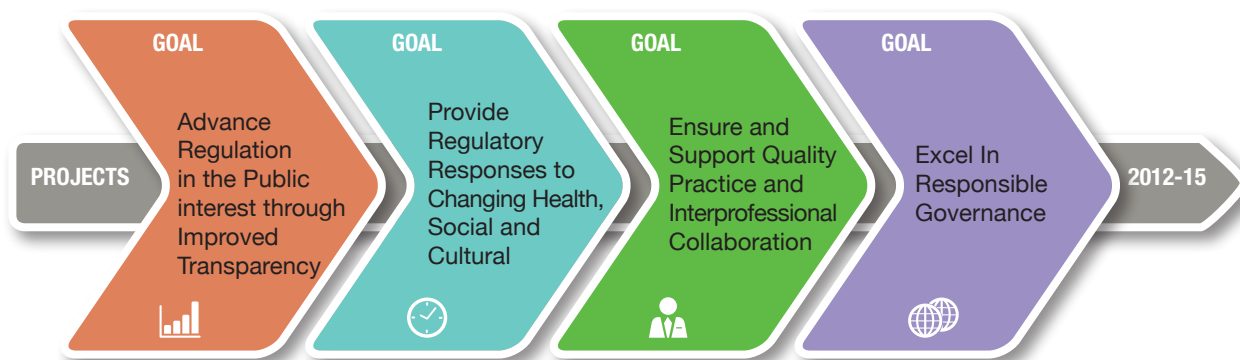 PROJECTS
GOAL
Advance
Regulation
in the Public
interest through
Improved
Transparency
GOAL
Provide
Regulatory
Responses to
Changing Health,
Social and
Cultural
GOAL
Ensure and
Support Quality
Practice and
Interprofessional
Collaboration
GOAL
Excel In
Responsible
Governance
2012-15